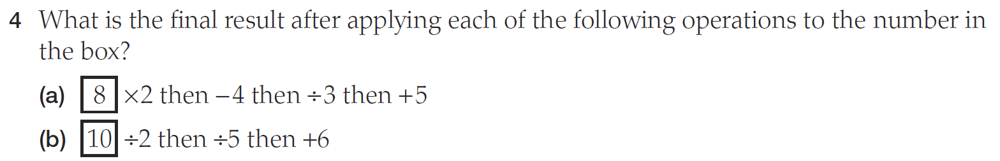 4 What is the final result after applying each of the following operations to the number in
the box?
(a) 8 ×2 then −4 then ÷3 then +5
(b) 10 ÷2 then ÷5 then +6